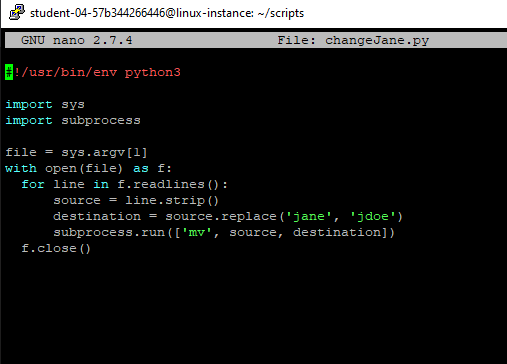 student-04-57b344266446@linux-instance: ~/scripts
GNU nano 2.7.4 File: changeJane.py
#!/usr/bin/env python3
import sys
import subprocess
file = sys.argv[1]
with open(file) as f:
  for line in f.readlines():
      source = line.strip()
      destination = source.replace('jane', 'jdoe')
      subprocess.run(['mv', source, destination])
  f.close()